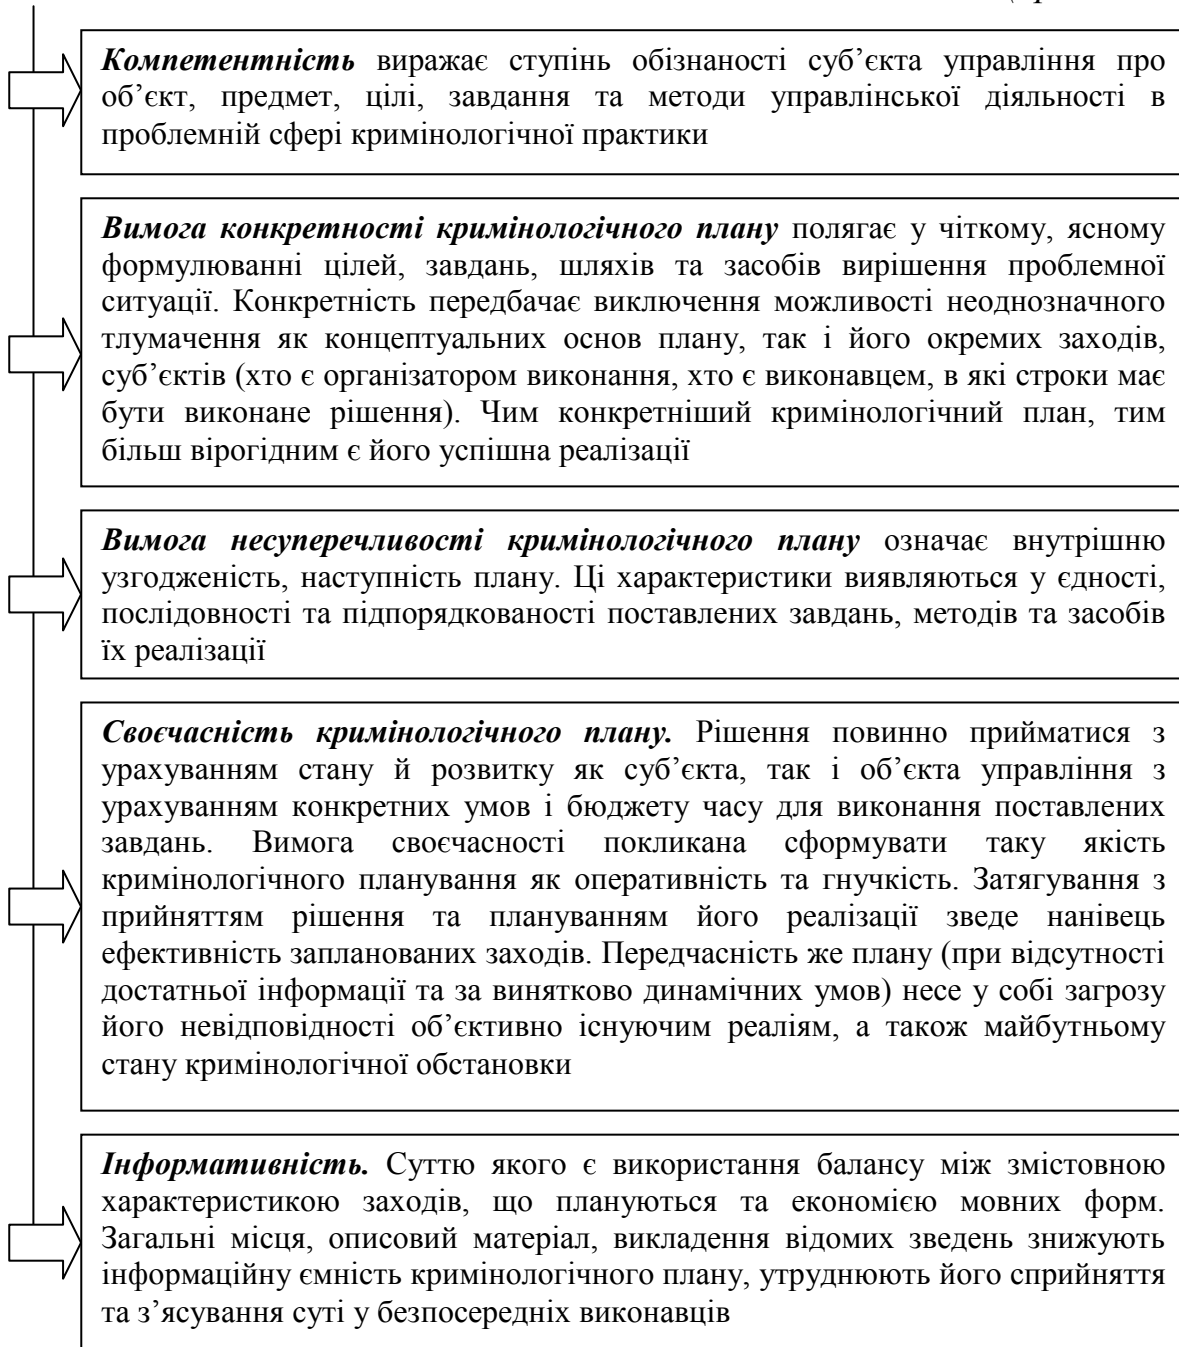 Компетентність виражає ступінь обізнаності суб’єкта управління про
об’єкт, предмет, цілі, завдання та методи управлінської діяльності в
проблемній сфері кримінологічної практики
Вимога конкретності кримінологічного плану полягає у чіткому, ясному
формулюванні цілей, завдань, шляхів та засобів вирішення проблемної
ситуації. Конкретність передбачає виключення можливості неоднозначного
тлумачення як концептуальних основ плану, так і його окремих заходів,
суб’єктів (хто є організатором виконання, хто є виконавцем, в які строки має
бути виконане рішення). Чим конкретніший кримінологічний план, тим
більш вірогідним є його успішна реалізації
Вимога несуперечливості кримінологічного плану означає внутрішню
узгодженість, наступність плану. Ці характеристики виявляються у єдності,
послідовності та підпорядкованості поставлених завдань, методів та засобів
їх реалізації
Своєчасність кримінологічного плану. Рішення повинно прийматися з
урахуванням стану й розвитку як суб’єкта, так і об’єкта управління з
урахуванням конкретних умов і бюджету часу для виконання поставлених
завдань. Вимога своєчасності покликана сформувати таку якість
кримінологічного планування як оперативність та гнучкість. Затягування з
прийняттям рішення та плануванням його реалізації зведе нанівець
ефективність запланованих заходів. Передчасність же плану (при відсутності
достатньої інформації та за винятково динамічних умов) несе у собі загрозу
його невідповідності об’єктивно існуючим реаліям, а також майбутньому
стану кримінологічної обстановки
Інформативність. Суттю якого є використання балансу між змістовною
характеристикою заходів, що плануються та економією мовних форм.
Загальні місця, описовий матеріал, викладення відомих зведень знижують
інформаційну ємність кримінологічного плану, утруднюють його сприйняття
та з’ясування суті у безпосередніх виконавців